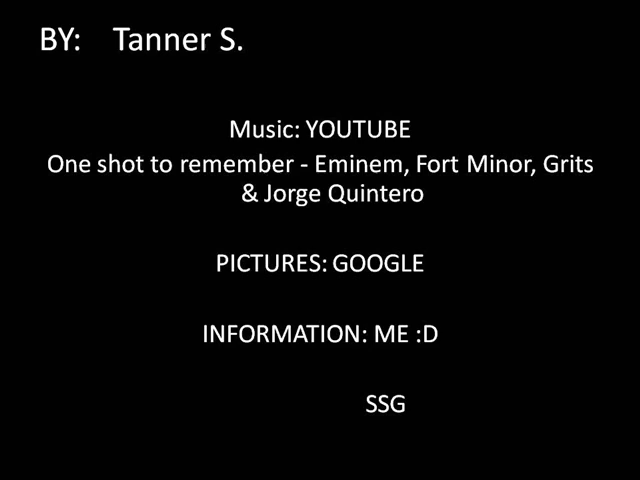 BY: Tanner S.
Music: YOUTUBE
One shot to remember - Eminem, Fort Minor, Grits
& Jorge Quintero
PICTURES: GOOGLE
INFORMATION: ME :D
SSG